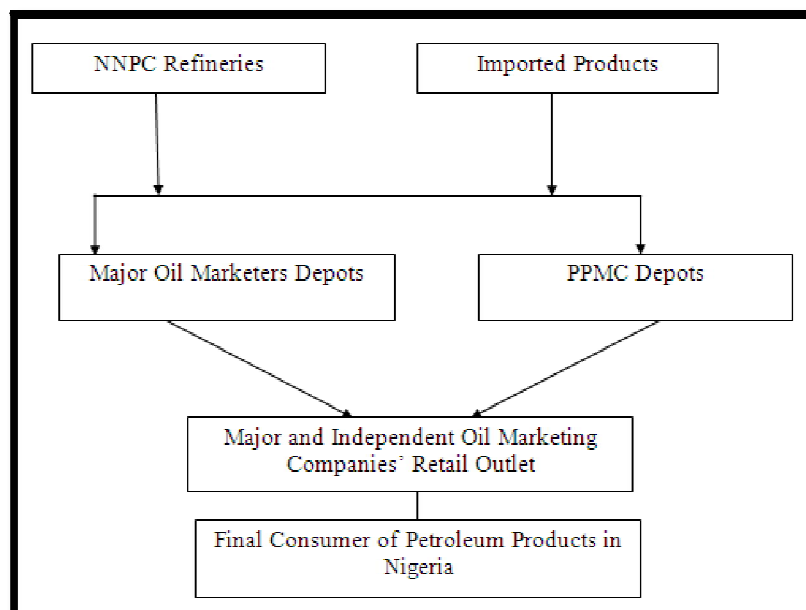 NNPC Refineries
Imported Products
Major Oil Marketers Depots
PPMC Depots
Major and Independent Oil Marketing
Companies’ Retail Outlet
Final Consumer of Petroleum Products in
Nigeria